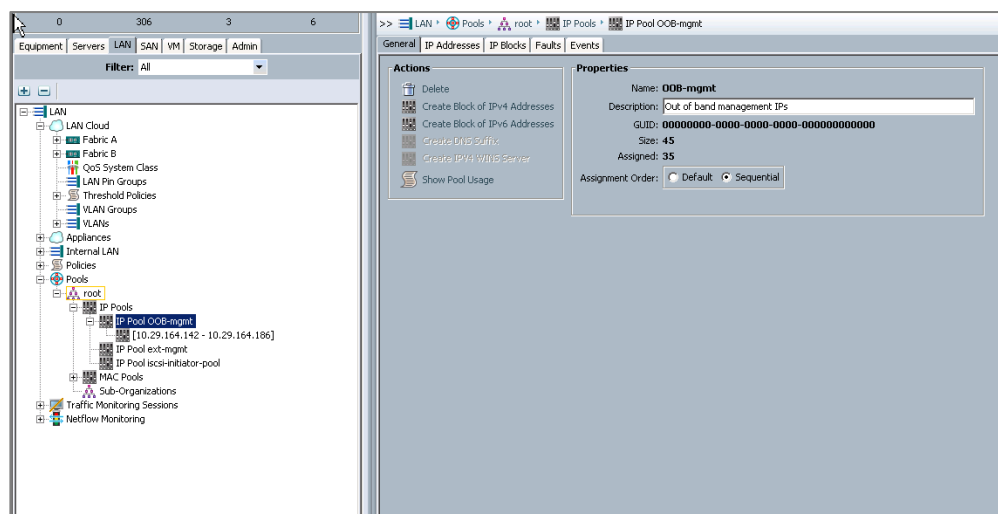 0 306 3 6
Equipment Servers LAN SAN VM Storage Admin
Filter: All
LAN
LAN Cloud
Fabric A
Fabric B
QoS System Class
LAN Pin Groups
Threshold Policies
VLAN Groups
VLANs
Appliances
Internal LAN
Policies
Pools
root
IP Pools
IP Pool OOB-mgmt
[10.29.164.142 - 10.29.164.186]
IP Pool ext-mgmt
IP Pool iscsi-initiator-pool
MAC Pools
Sub-Organizations
Traffic Monitoring Sessions
Netflow Monitoring
>> LAN Pools root IP Pools IP Pool OOB-mgmt
General IP Addresses IP Blocks Faults Events
Actions
Delete
Create Block of IPv4 Addresses
Create Block of IPv6 Addresses
Create DNS Suffix
Create IPV4 WINS Server
Show Pool Usage
Properties
Name: OOB-mgmt
Description: Out of band management IPs
GUID: 00000000-0000-0000-0000-000000000000
Size: 45
Assigned: 35
Assignment Order: Default Sequential